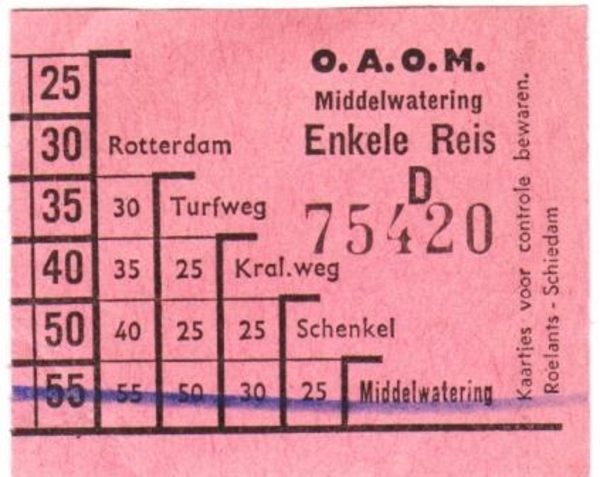 O. A. O. M.
Middelwatering
Enkele Reis
D
75420
25
30 Rotterdam
35 30 Turfweg
40 35 25 Kral.weg
50 40 25 25 Schenkel
55 55 50 30 25 Middelwatering
Kaartjes voor controle bewaren.
Roelants - Schiedam